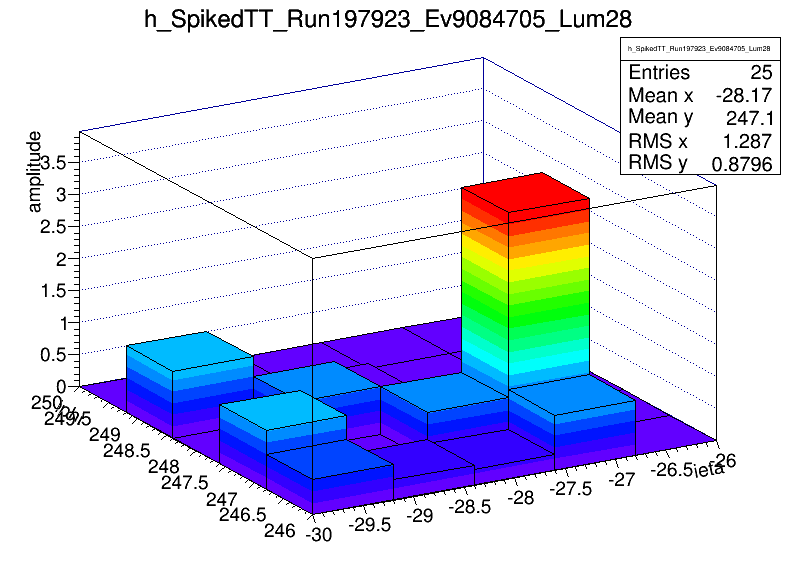 h_SpikedTT_Run197923_Ev9084705_Lum28
h_SpikedTT_Run197923_Ev9084705_Lum28
Entries 25
Mean x -28.17
Mean y 247.1
RMS x 1.287
RMS y 0.8796
amplitude
3.5
3
2.5
2
1.5
1
0.5
0
250
249.5
249
248.5
248
247.5
247
246.5
246
-30
-29.5
-29
-28.5
-28
-27.5
-27
-26.5
-26
ieta